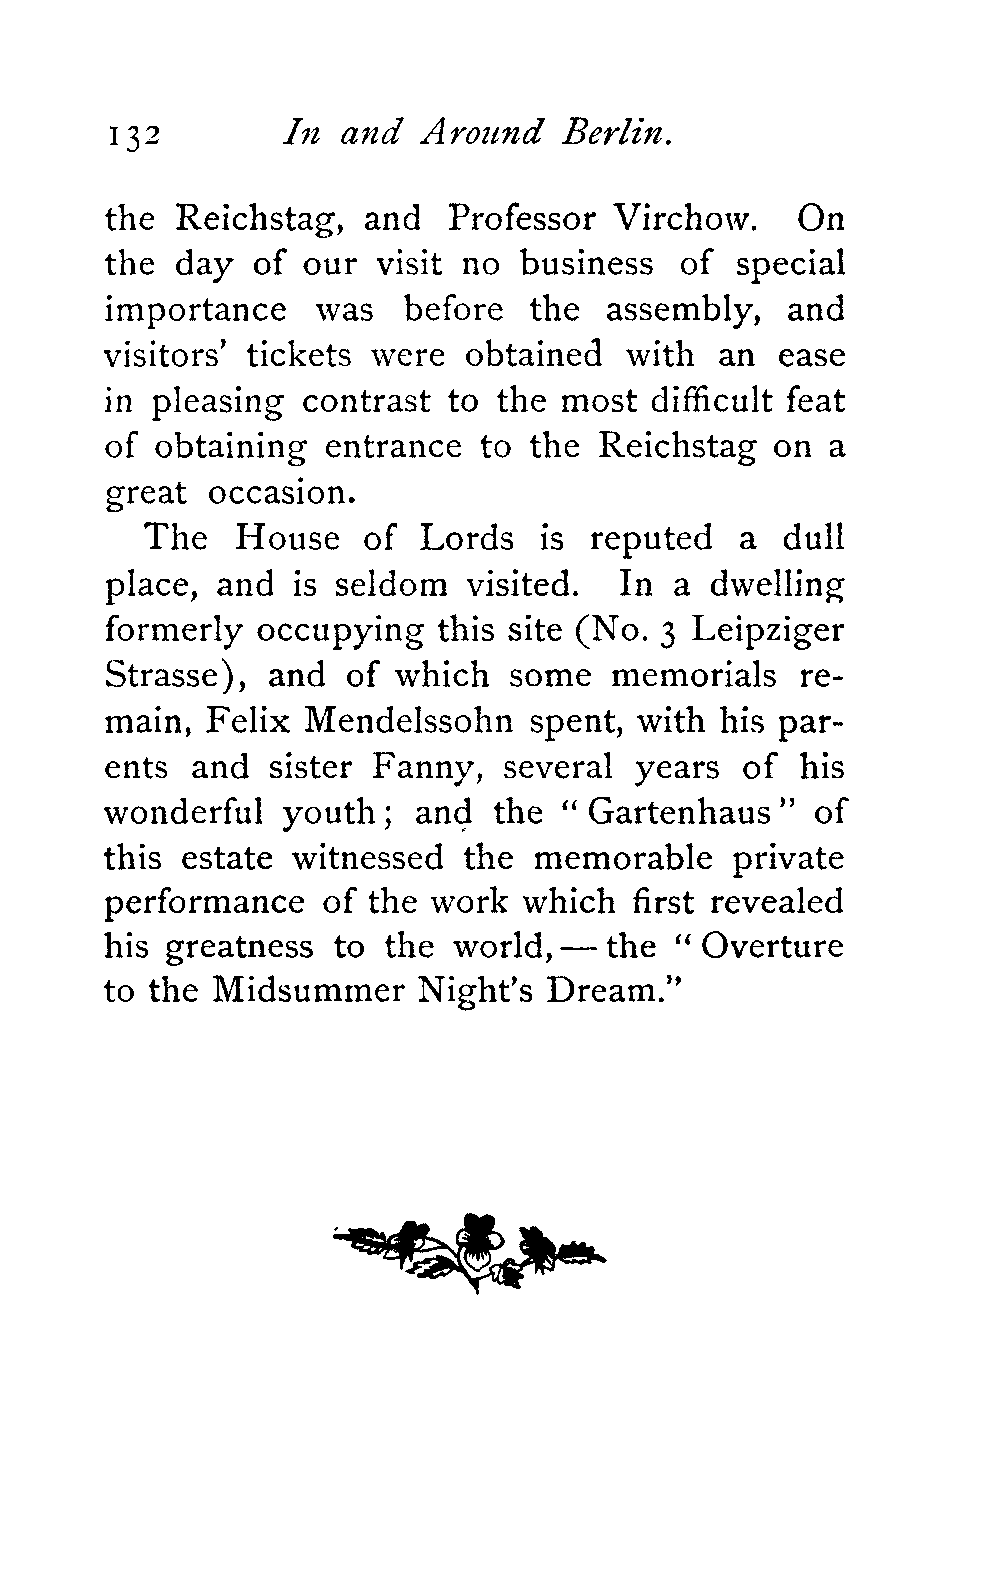 132 In and Around Berlin.
the Reichstag, and Professor Virchow. On
the day of our visit no business of special
importance was before the assembly, and
visitors' tickets were obtained with an ease
in pleasing contrast to the most difficult feat
of obtaining entrance to the Reichstag on a
great occasion.
The House of Lords is reputed a dull
place, and is seldom visited. In a dwelling
formerly occupying this site (No. 3 Leipziger
Strasse), and of which some memorials re-
main, Felix Mendelssohn spent, with his par-
ents and sister Fanny, several years of his
wonderful youth; and the "Gartenhaus" of
this estate witnessed the memorable private
performance of the work which first revealed
his greatness to the world,—the "Overture
to the Midsummer Night's Dream."